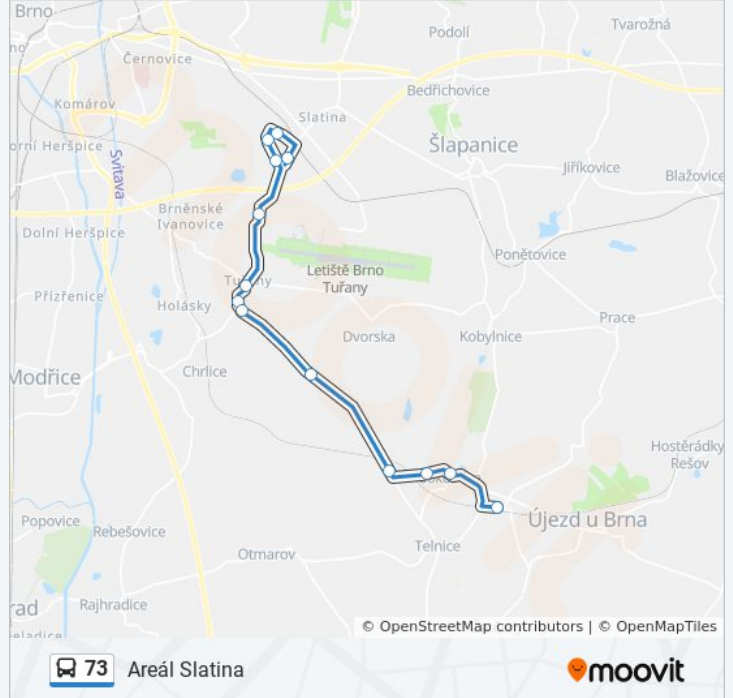 Brno
Tvarožná
Podolí
Černovice
Bedřichovice
Komárov
Slatina
Šlapanice
orní Heršpice
Svitava
Jiříkovice
Blažovice
Brněnské
Ivanovice
Dolní Heršpice
Ponětovice
Letiště Brno
Tuřany
Přízřenice
Holásky
Prace
Dvorska
Kobylnice
Chrlice
Modřice
Hostěrádky
Rešov
Újezd u Brna
Popovice
Rebešovice
Telnice
Otmarov
Rajhradice
rad
© OpenStreetMap contributors | © OpenMapTiles
73 Areál Slatina
moovit